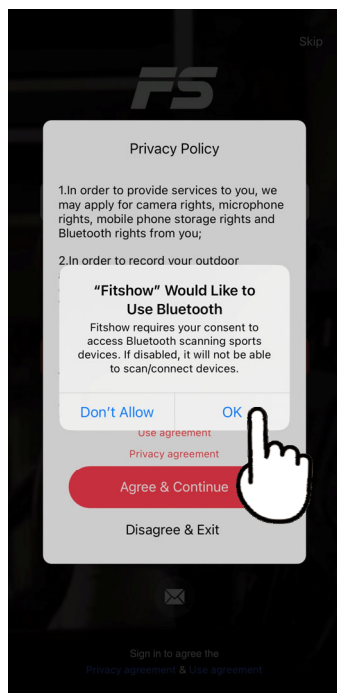 Skip
FS
Privacy Policy
1.In order to provide services to you, we
may apply for camera rights, microphone
rights, mobile phone storage rights and
Bluetooth rights from you;
2.In order to record your outdoor
“Fitshow” Would Like to
Use Bluetooth
Fitshow requires your consent to
access Bluetooth scanning sports
devices. If disabled, it will not be able
to scan/connect devices.
Don’t Allow
OK
Use agreement
Privacy agreement
Agree & Continue
Disagree & Exit
Sign in to agree the
Privacy agreement & Use agreement